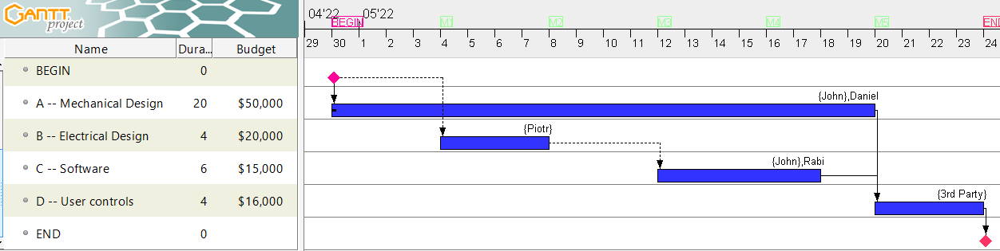 GANTT
project
Name Dura... Budget
BEGIN 0
A -- Mechanical Design 20 $50,000
B -- Electrical Design 4 $20,000
C -- Software 6 $15,000
D -- User controls 4 $16,000
END 0
04'22 05'22
BEGIN M1 M2 M3 M4 M5 END
29 30 1 2 3 4 5 6 7 8 9 10 11 12 13 14 15 16 17 18 19 20 21 22 23 24
{John},Daniel
{Piotr}
{John},Rabi
{3rd Party}